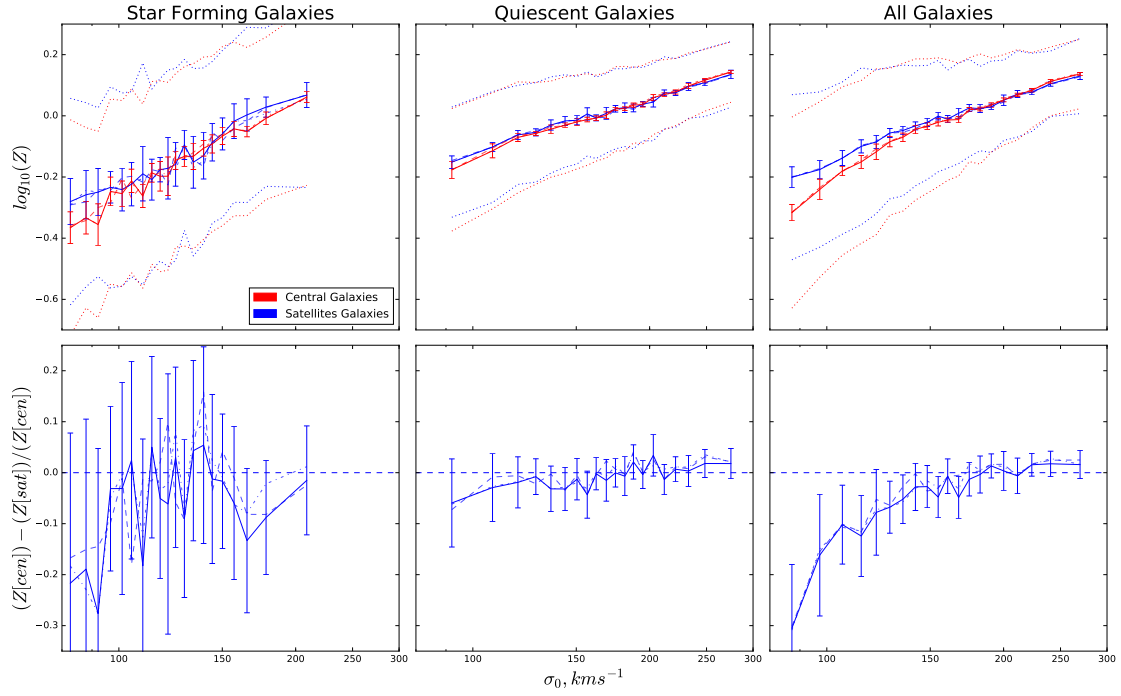 Star Forming Galaxies
Quiescent Galaxies
All Galaxies
log₁₀(Z)
0.2
0.0
−0.2
−0.4
−0.6
Central Galaxies
Satellites Galaxies
(Z[cen]) − (Z[sat])/(Z[cen])
0.2
0.1
0.0
−0.1
−0.2
−0.3
100 150 200 250 300
100 150 200 250 300
100 150 200 250 300
σ₀, kms⁻¹